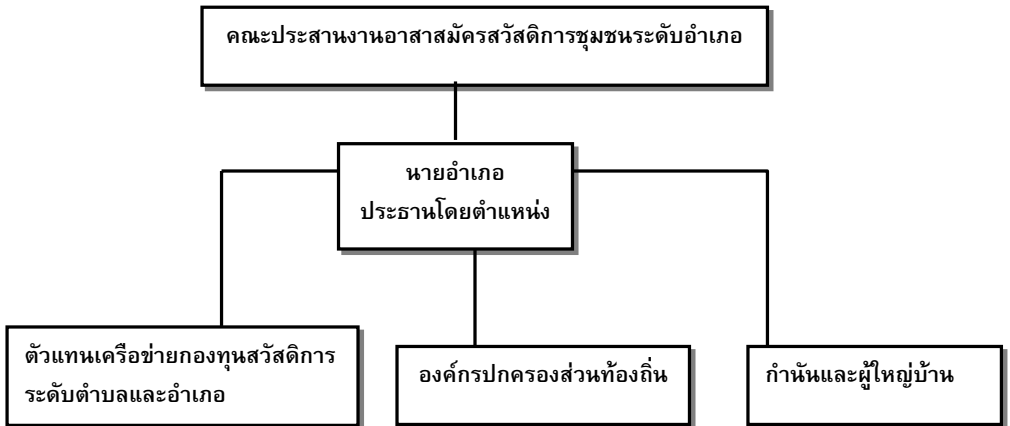 คณะประสานงานอาสาสมัครสวัสดิการชุมชนระดับอำเภอ
นายอำเภอ
ประธานโดยตำแหน่ง
ตัวแทนเครือข่ายกองทุนสวัสดิการ
ระดับตำบลและอำเภอ
องค์กรปกครองส่วนท้องถิ่น
กำนันและผู้ใหญ่บ้าน